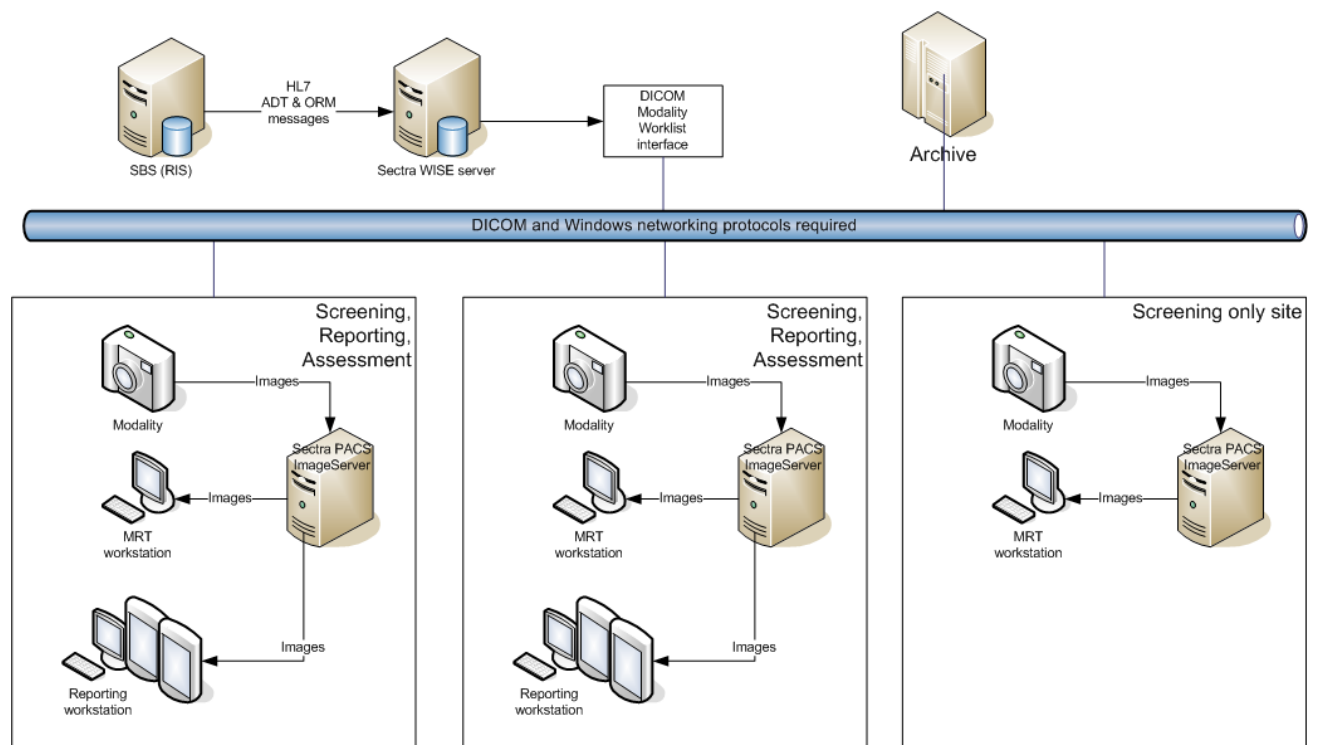 HL7
ADT & ORM
messages
SBS (RIS)
Sectra WISE server
DICOM
Modality
Worklist
interface
Archive
DICOM and Windows networking protocols required
Screening,
Reporting,
Assessment
Images
Modality
Sectra PACS
ImageServer
Images
MRT
workstation
Images
Reporting
workstation
Screening,
Reporting,
Assessment
Images
Modality
Sectra PACS
ImageServer
Images
MRT
workstation
Images
Reporting
workstation
Screening only site
Images
Modality
Sectra PACS
ImageServer
Images
MRT
workstation